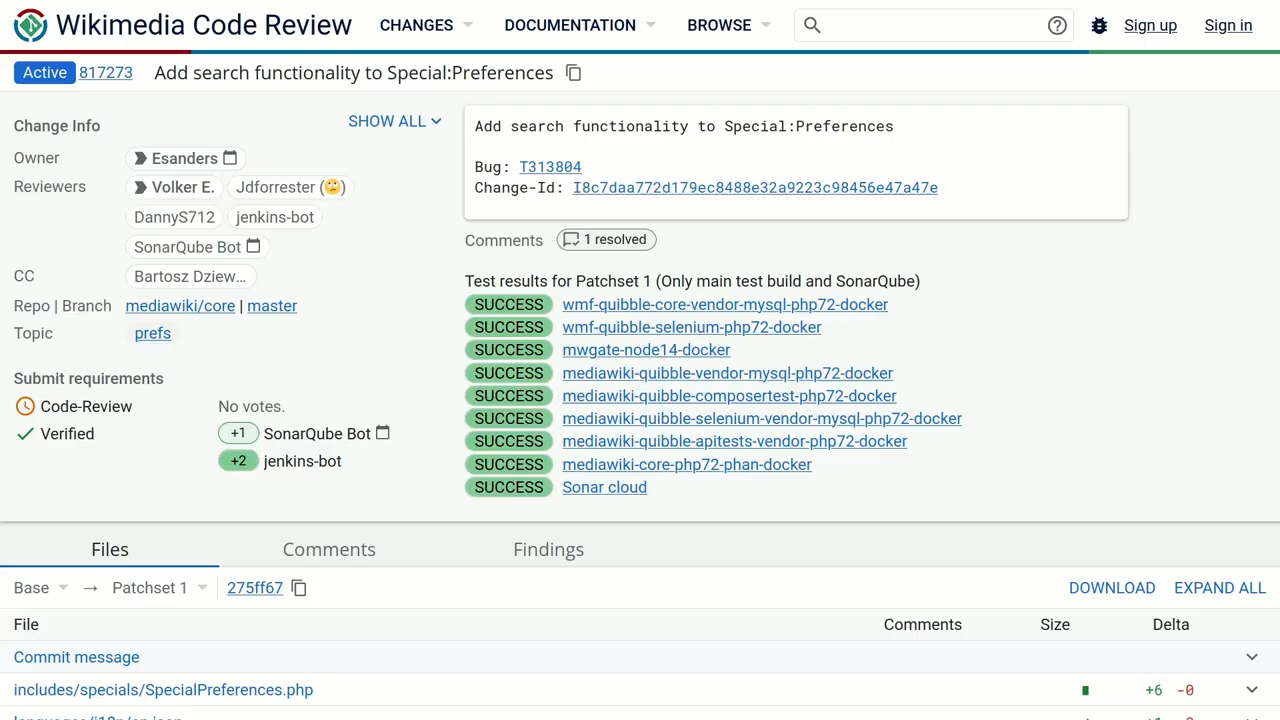 Wikimedia Code Review CHANGES DOCUMENTATION BROWSE Sign up Sign in
Active 817273 Add search functionality to Special:Preferences
Change Info SHOW ALL
Owner Esanders
Reviewers Volker E. Jdforrester (🙄)
DannyS712 jenkins-bot
SonarQube Bot
CC Bartosz Dziew…
Repo | Branch mediawiki/core | master
Topic prefs
Submit requirements
Code-Review No votes.
Verified +1 SonarQube Bot
+2 jenkins-bot
Add search functionality to Special:Preferences
Bug: T313804
Change-Id: I8c7daa772d179ec8488e32a9223c98456e47a47e
Comments 1 resolved
Test results for Patchset 1 (Only main test build and SonarQube)
SUCCESS wmf-quibble-core-vendor-mysql-php72-docker
SUCCESS wmf-quibble-selenium-php72-docker
SUCCESS mwgate-node14-docker
SUCCESS mediawiki-quibble-vendor-mysql-php72-docker
SUCCESS mediawiki-quibble-composertest-php72-docker
SUCCESS mediawiki-quibble-selenium-vendor-mysql-php72-docker
SUCCESS mediawiki-quibble-apitests-vendor-php72-docker
SUCCESS mediawiki-core-php72-phan-docker
SUCCESS Sonar cloud
Files Comments Findings
Base → Patchset 1 275ff67 DOWNLOAD EXPAND ALL
File Comments Size Delta
Commit message
includes/specials/SpecialPreferences.php +6 -0